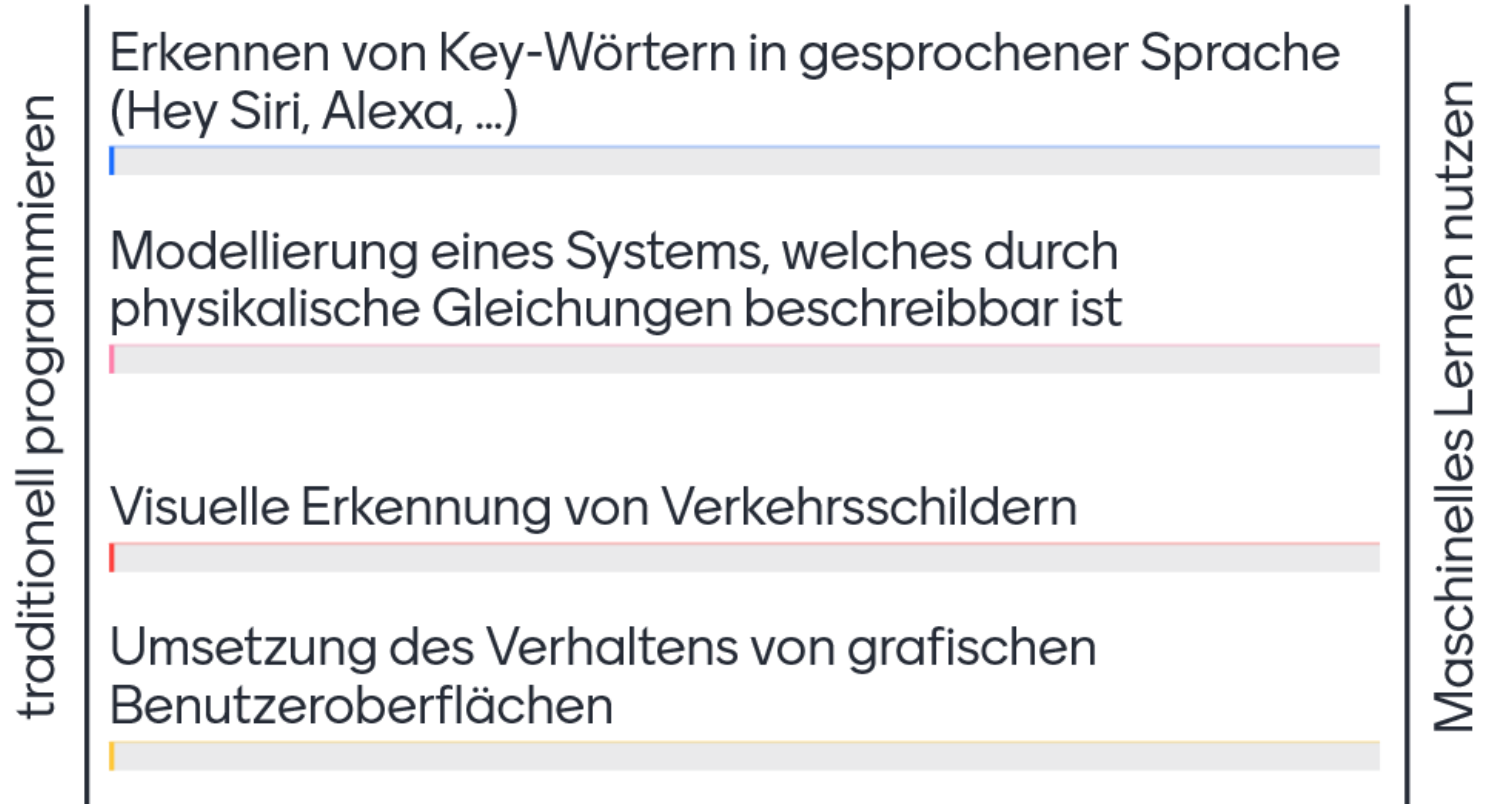 traditionell programmieren
Erkennen von Key-Wörtern in gesprochener Sprache
(Hey Siri, Alexa, ...)
Modellierung eines Systems, welches durch
physikalische Gleichungen beschreibbar ist
Visuelle Erkennung von Verkehrsschildern
Umsetzung des Verhaltens von grafischen
Benutzeroberflächen
Maschinelles Lernen nutzen